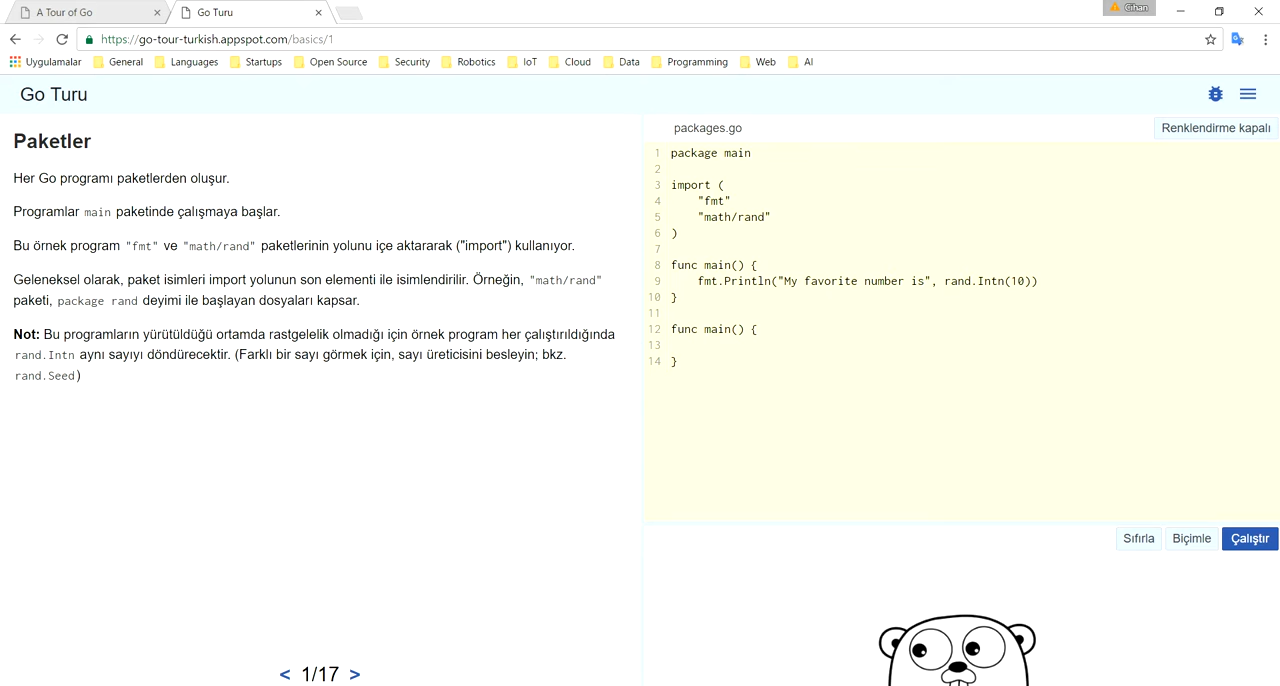 A Tour of Go
Go Turu
Cihan
https://go-tour-turkish.appspot.com/basics/1
Uygulamalar General Languages Startups Open Source Security Robotics IoT Cloud Data Programming Web AI
Go Turu
Paketler
Her Go programı paketlerden oluşur.
Programlar main paketinde çalışmaya başlar.
Bu örnek program "fmt" ve "math/rand" paketlerinin yolunu içe aktararak ("import") kullanıyor.
Geleneksel olarak, paket isimleri import yolunun son elementi ile isimlendirilir. Örneğin, "math/rand"
paketi, package rand deyimi ile başlayan dosyaları kapsar.
Not: Bu programların yürütüldüğü ortamda rastgelelik olmadığı için örnek program her çalıştırıldığında
rand.Intn aynı sayıyı döndürecektir. (Farklı bir sayı görmek için, sayı üreticisini besleyin; bkz.
rand.Seed)
< 1/17 >
packages.go
Renklendirme kapalı
1 package main
2
3 import (
4 "fmt"
5 "math/rand"
6 )
7
8 func main() {
9 fmt.Println("My favorite number is", rand.Intn(10))
10 }
11
12 func main() {
13
14 }
Sıfırla Biçimle Çalıştır